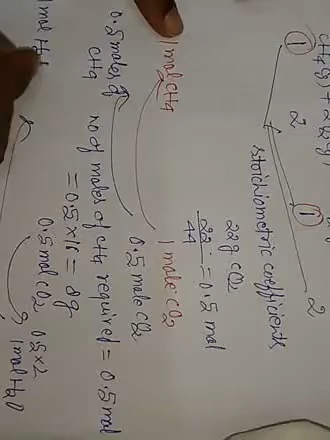 CH4(g) + 2O2(g)
1 2 1 2
stoichiometric coefficients
22g CO2
22/44 = 0.5 mol
1 mol CH4 1 mole CO2
0.5 moles of CH4 0.5 mole CO2
no of moles of CH4 required = 0.5 mol
= 0.5 × 16 = 8g
0.5 mol CO2 0.5×2
1 mol H2O